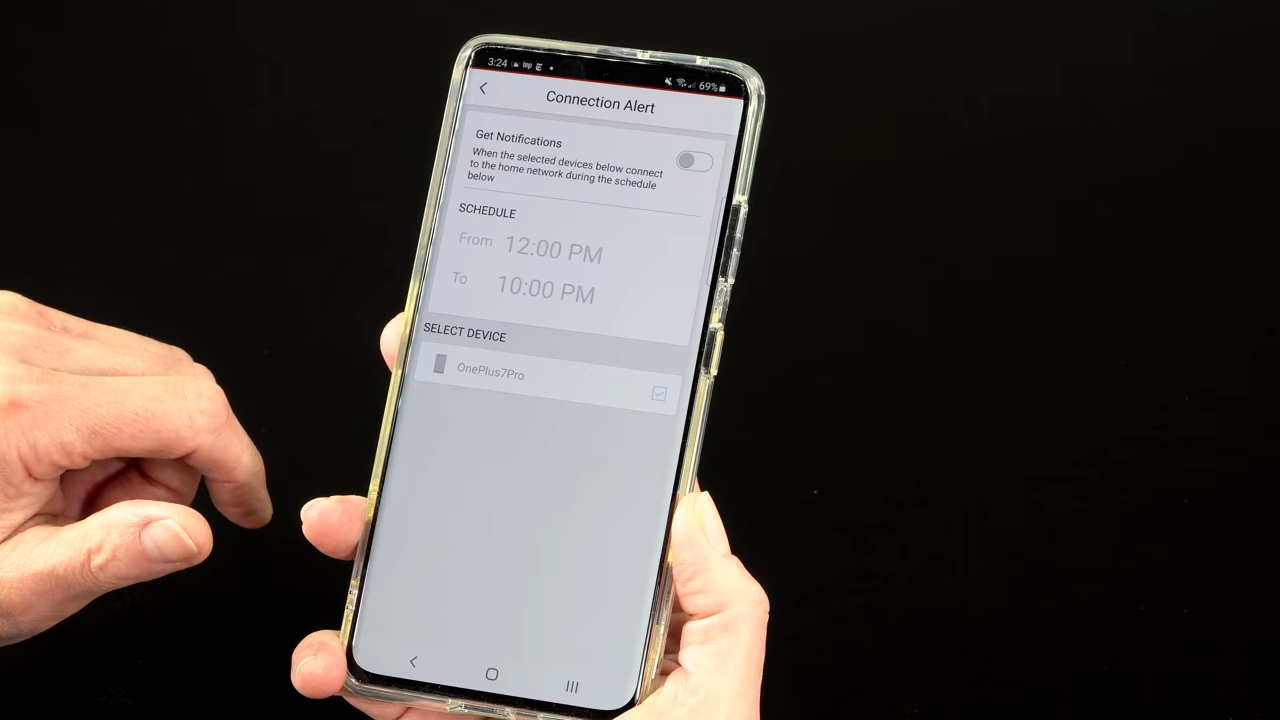 3:24 69%
Connection Alert
Get Notifications
When the selected devices below connect
to the home network during the schedule
below
SCHEDULE
From 12:00 PM
To 10:00 PM
SELECT DEVICE
OnePlus7Pro